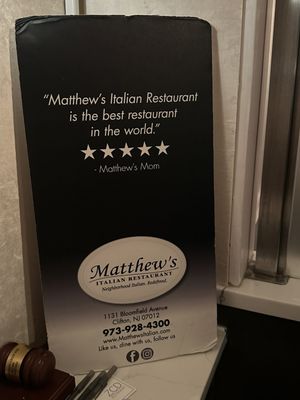 “Matthew's Italian Restaurant
is the best restaurant
in the world.”
- Matthew's Mom
Matthew's
ITALIAN RESTAURANT
Neighborhood Italian. Redefined.
1131 Bloomfield Avenue
Clifton, NJ 07012
973-928-4300
www.MatthewsItalian.com
Like us, dine with us, follow us